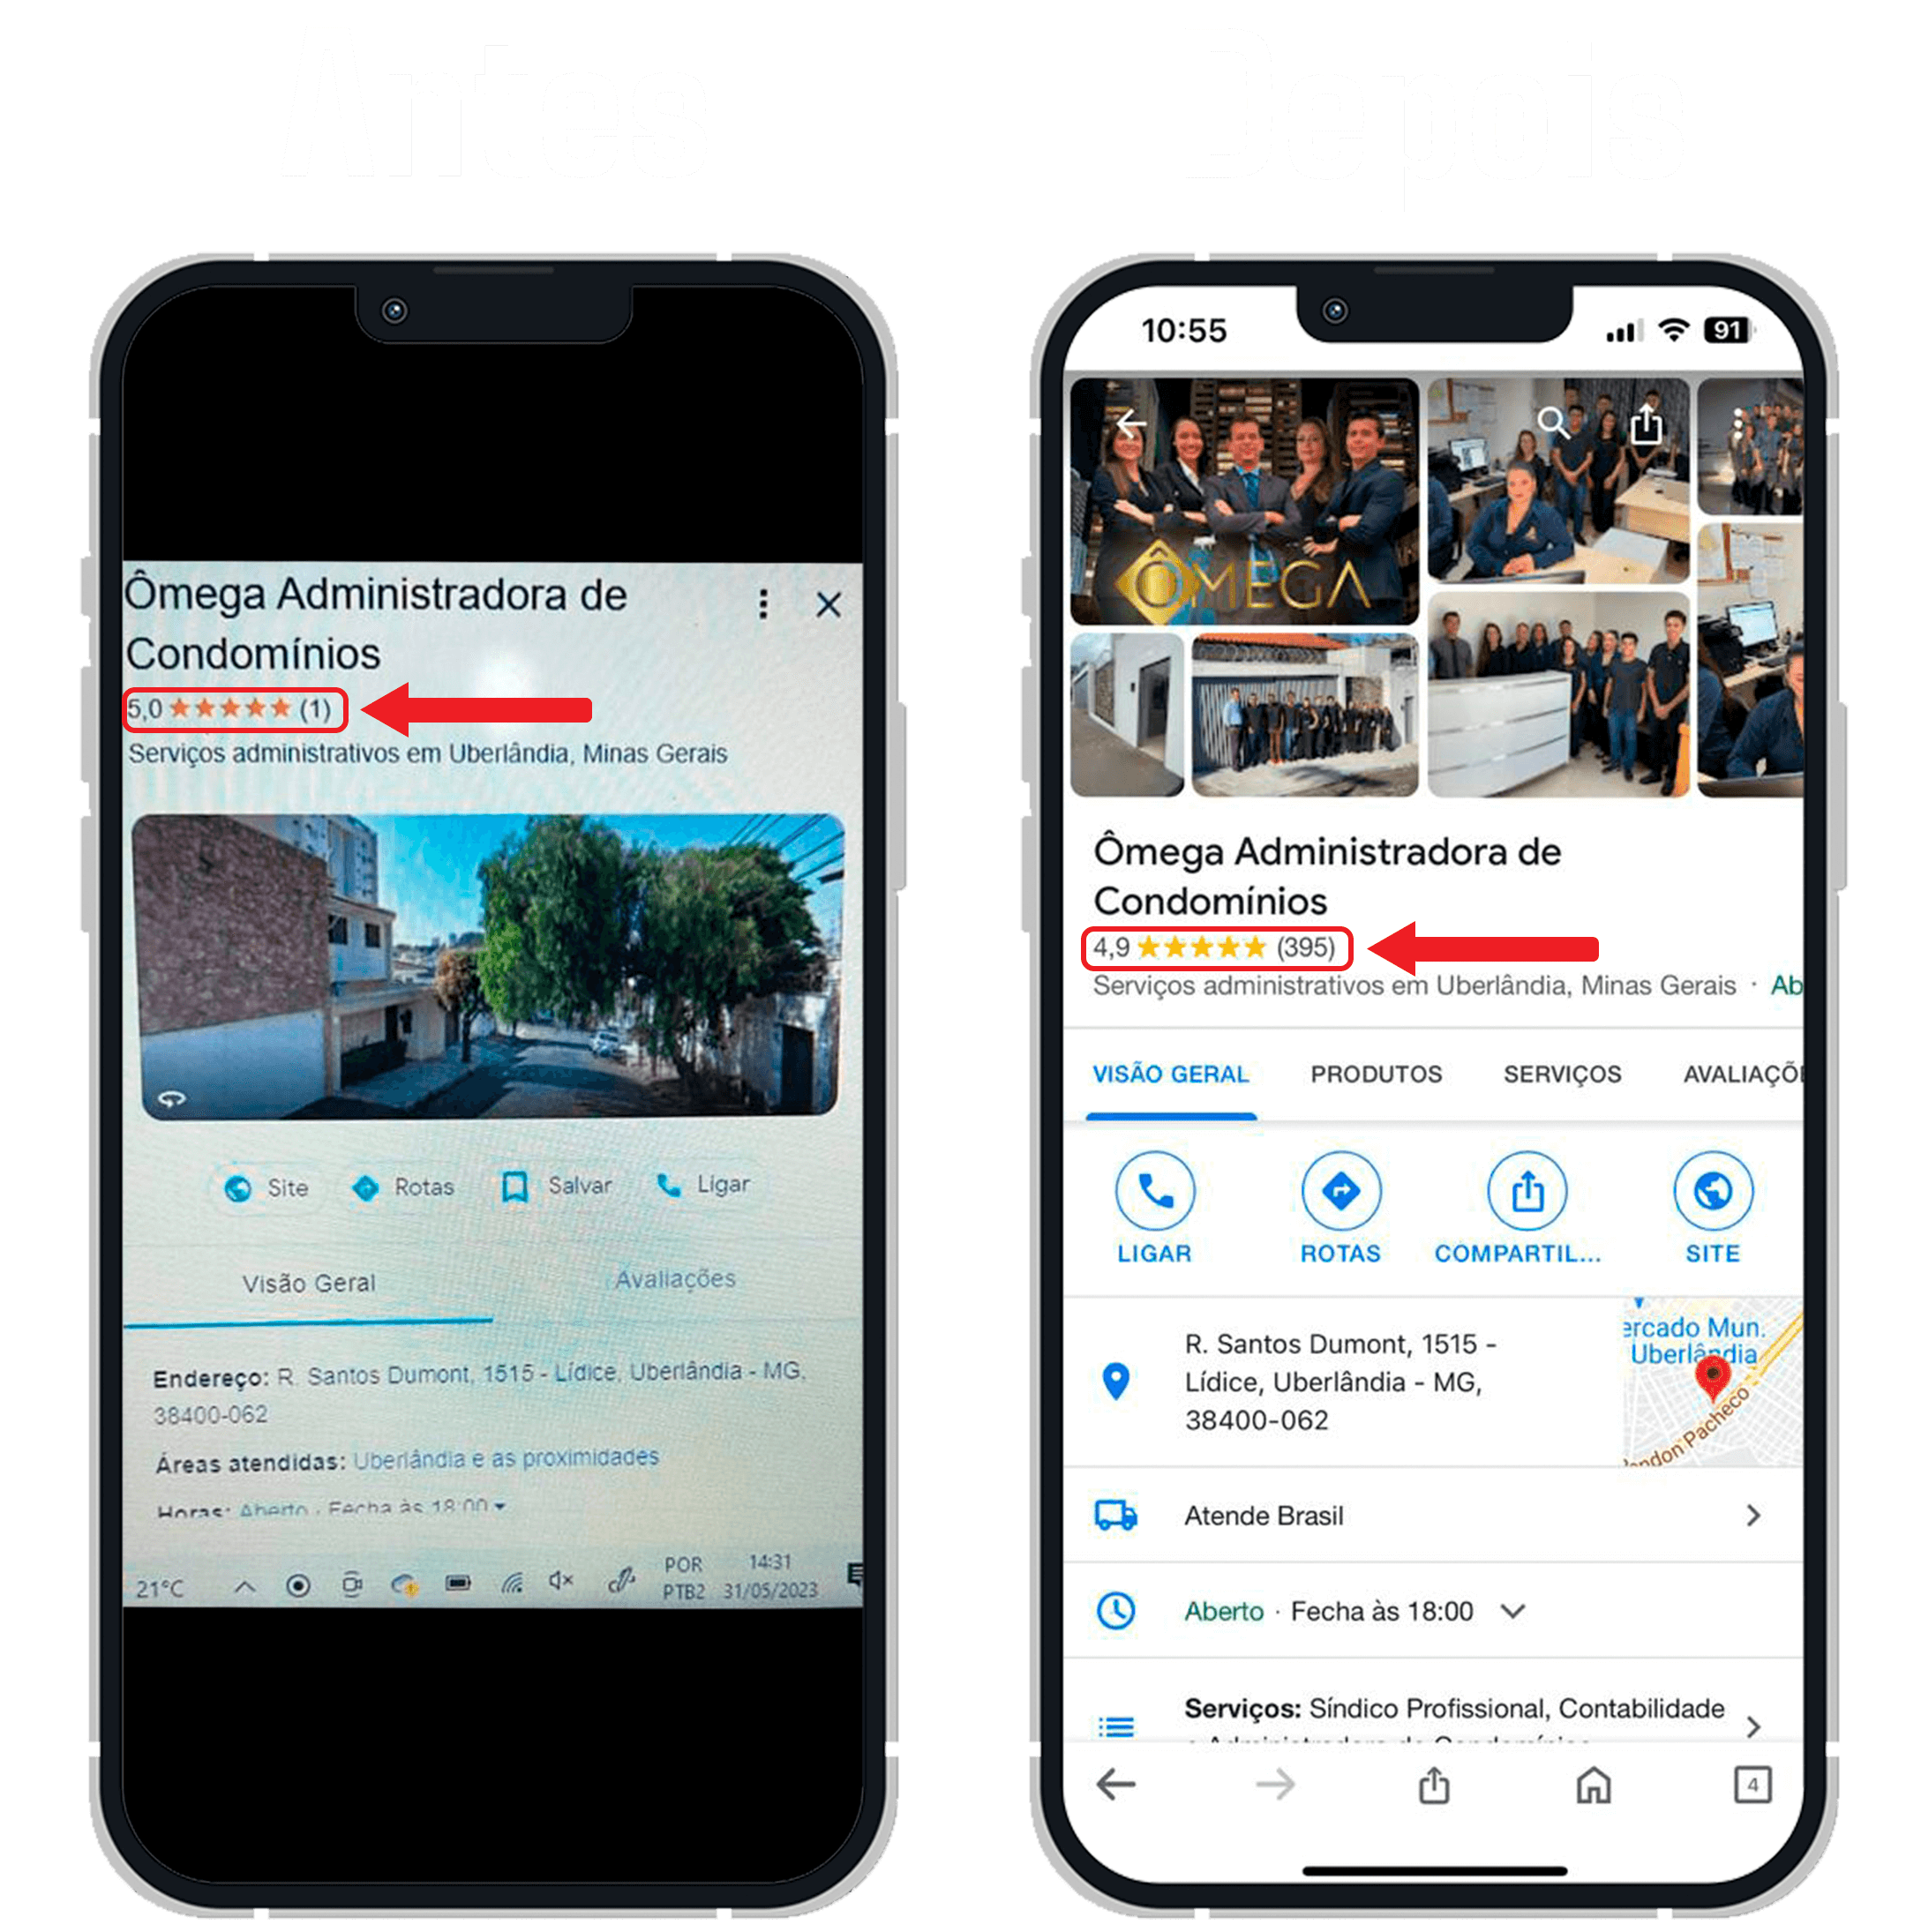 Antes
Depois
Ômega Administradora de
Condomínios
5,0 (1)
Serviços administrativos em Uberlândia, Minas Gerais
Site
Rotas
Salvar
Ligar
Visão Geral
Avaliações
Endereço: R. Santos Dumont, 1515 - Lídice, Uberlândia - MG,
38400-062
Áreas atendidas: Uberlândia e as proximidades
Horas: Aberto · Fecha às 18:00
21°C
POR
PTB2
14:31
31/05/2023
10:55
91
ÔMEGA
Ômega Administradora de
Condomínios
4,9 (395)
Serviços administrativos em Uberlândia, Minas Gerais · Ab
VISÃO GERAL
PRODUTOS
SERVIÇOS
AVALIAÇÕE
LIGAR
ROTAS
COMPARTIL...
SITE
R. Santos Dumont, 1515 -
Lídice, Uberlândia - MG,
38400-062
ercado Mun.
Uberlândia
ondon Pacheco
Atende Brasil
Aberto · Fecha às 18:00
Serviços: Síndico Profissional, Contabilidade
e Administradora de Condomínios
4